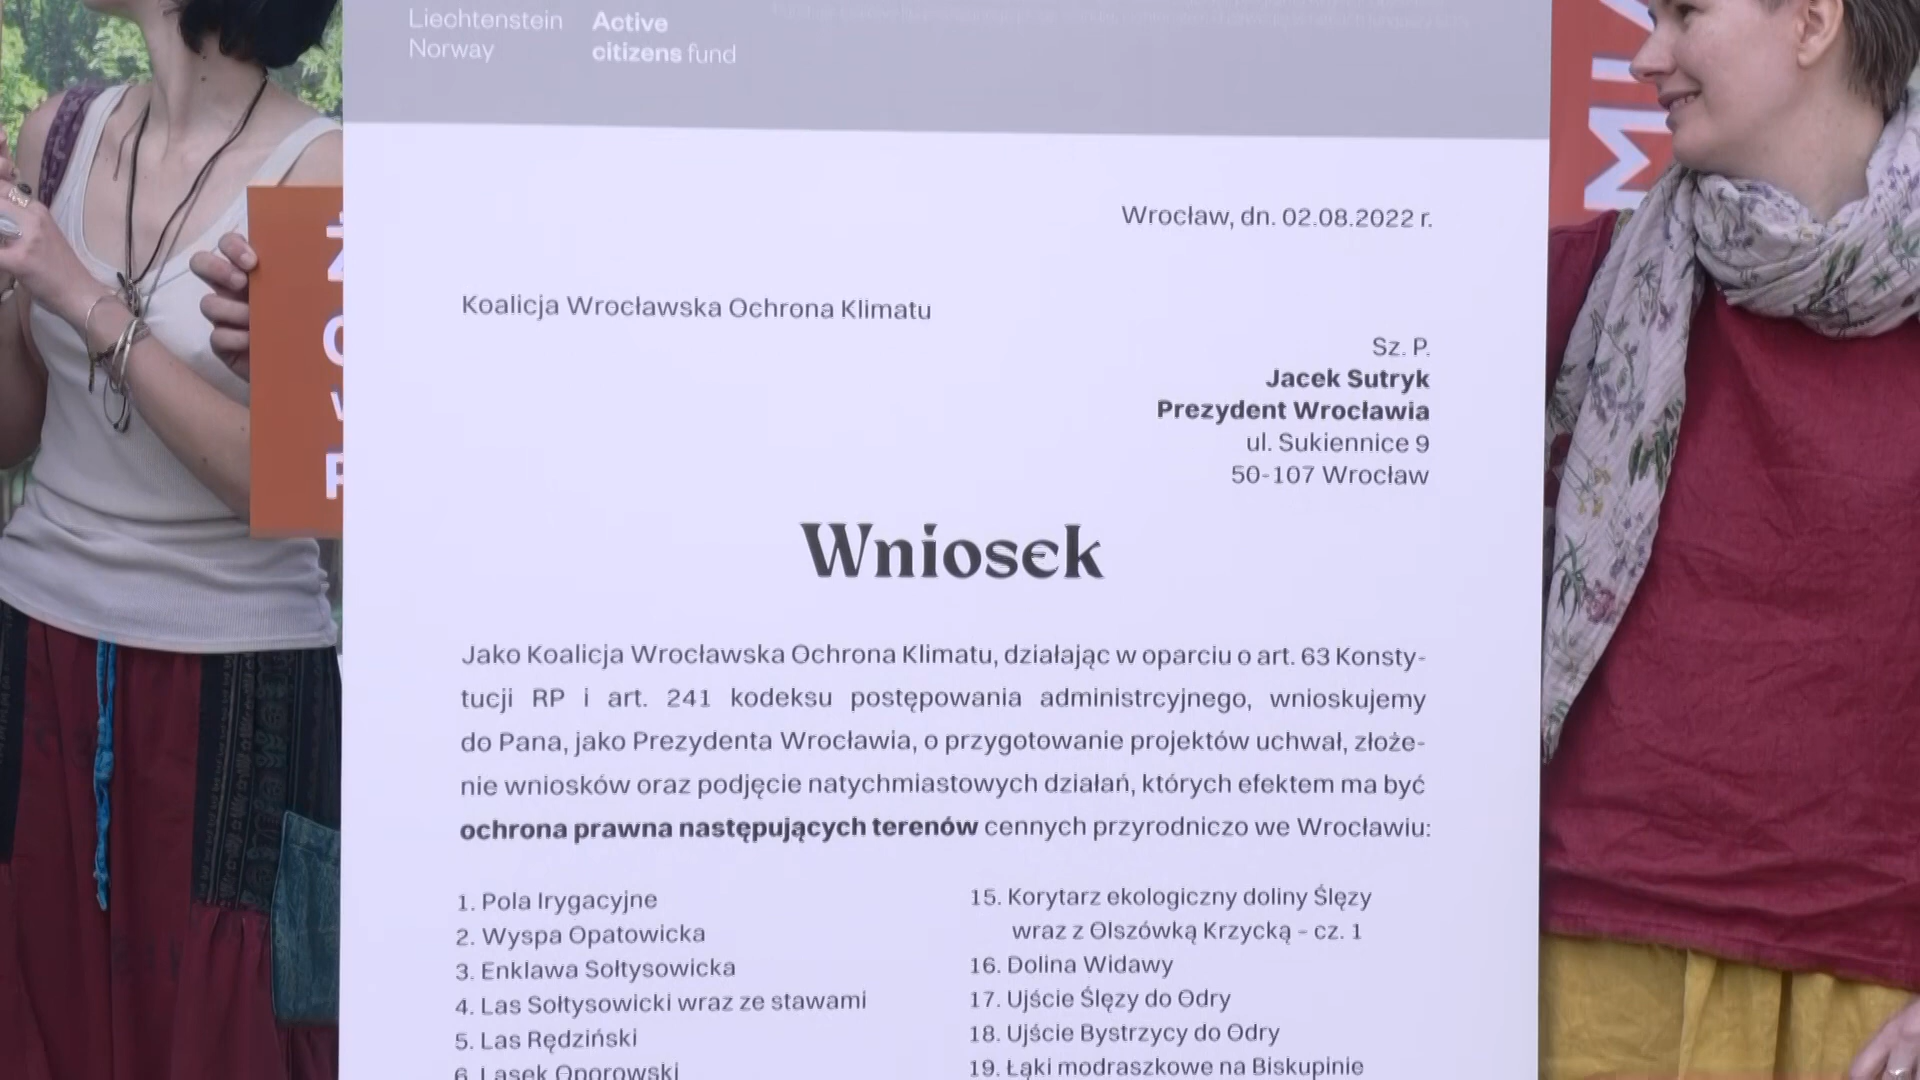 Liechtenstein
Norway
Active
citizens fund
MIA
Wrocław, dn. 02.08.2022 r.
Koalicja Wrocławska Ochrona Klimatu
Sz. P.
Jacek Sutryk
Prezydent Wrocławia
ul. Sukiennice 9
50-107 Wrocław
Wniosek
Jako Koalicja Wrocławska Ochrona Klimatu, działając w oparciu o art. 63 Konsty-
tucji RP i art. 241 kodeksu postępowania administrcyjnego, wnioskujemy
do Pana, jako Prezydenta Wrocławia, o przygotowanie projektów uchwał, złoże-
nie wniosków oraz podjęcie natychmiastowych działań, których efektem ma być
ochrona prawna następujących terenów cennych przyrodniczo we Wrocławiu:
1. Pola Irygacyjne
2. Wyspa Opatowicka
3. Enklawa Sołtysowicka
4. Las Sołtysowicki wraz ze stawami
5. Las Rędziński
6. Lasek Oporowski
15. Korytarz ekologiczny doliny Ślęzy
wraz z Olszówką Krzycką - cz. 1
16. Dolina Widawy
17. Ujście Ślęzy do Odry
18. Ujście Bystrzycy do Odry
19. Łąki modraszkowe na Biskupinie